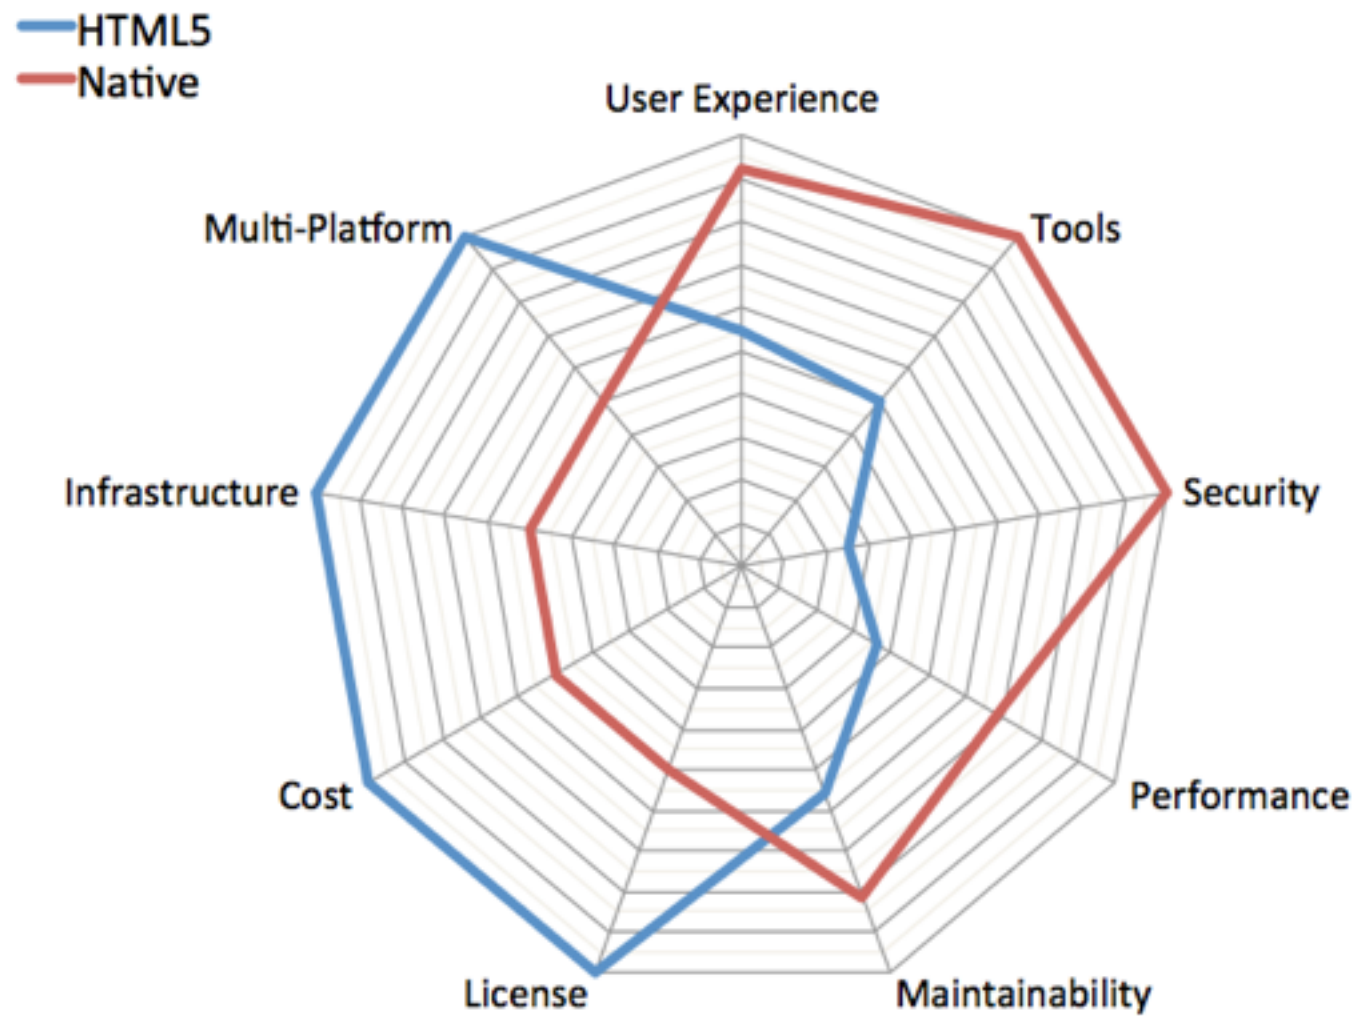 HTML5
Native
User Experience
Multi-Platform
Tools
Infrastructure
Security
Cost
Performance
License
Maintainability